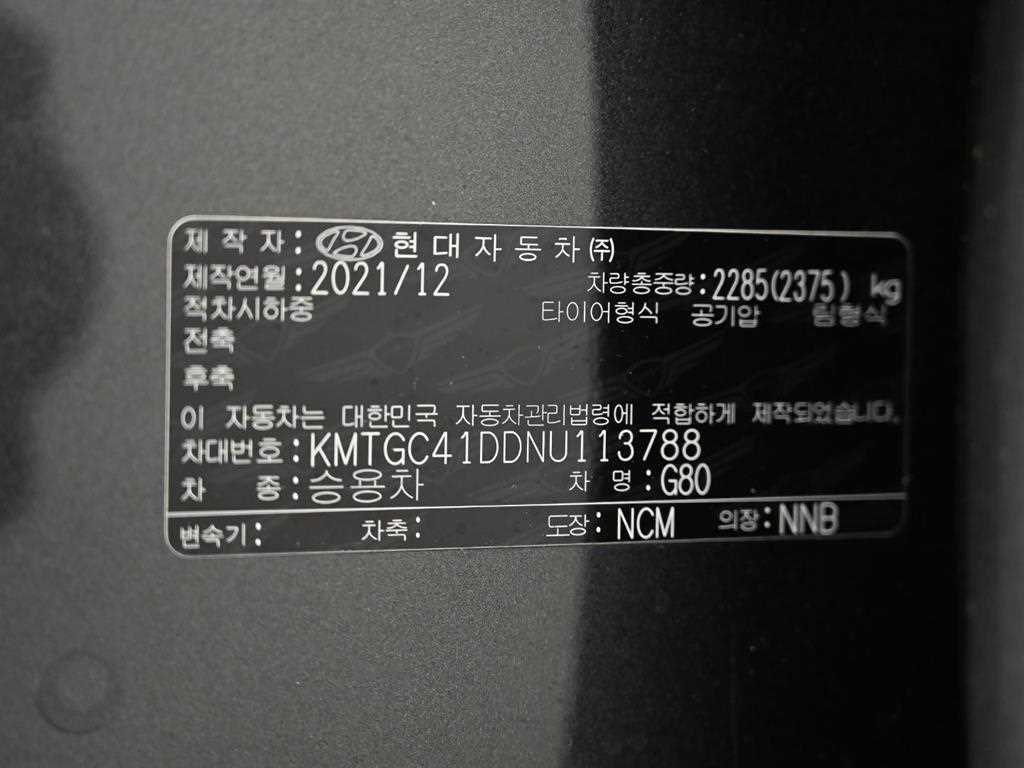 제 작 자 : 현 대 자 동 차 ㈜
제작연월 : 2021/12 차량총중량 : 2285(2375) kg
적차시하중 타이어형식 공기압 림형식
전축
후축
이 자동차는 대한민국 자동차관리법령에 적합하게 제작되었습니다.
차대번호 : KMTGC41DDNU113788
차 종 : 승용차 차 명 : G80
변속기 : 차축 : 도장 : NCM 의장 : NNB